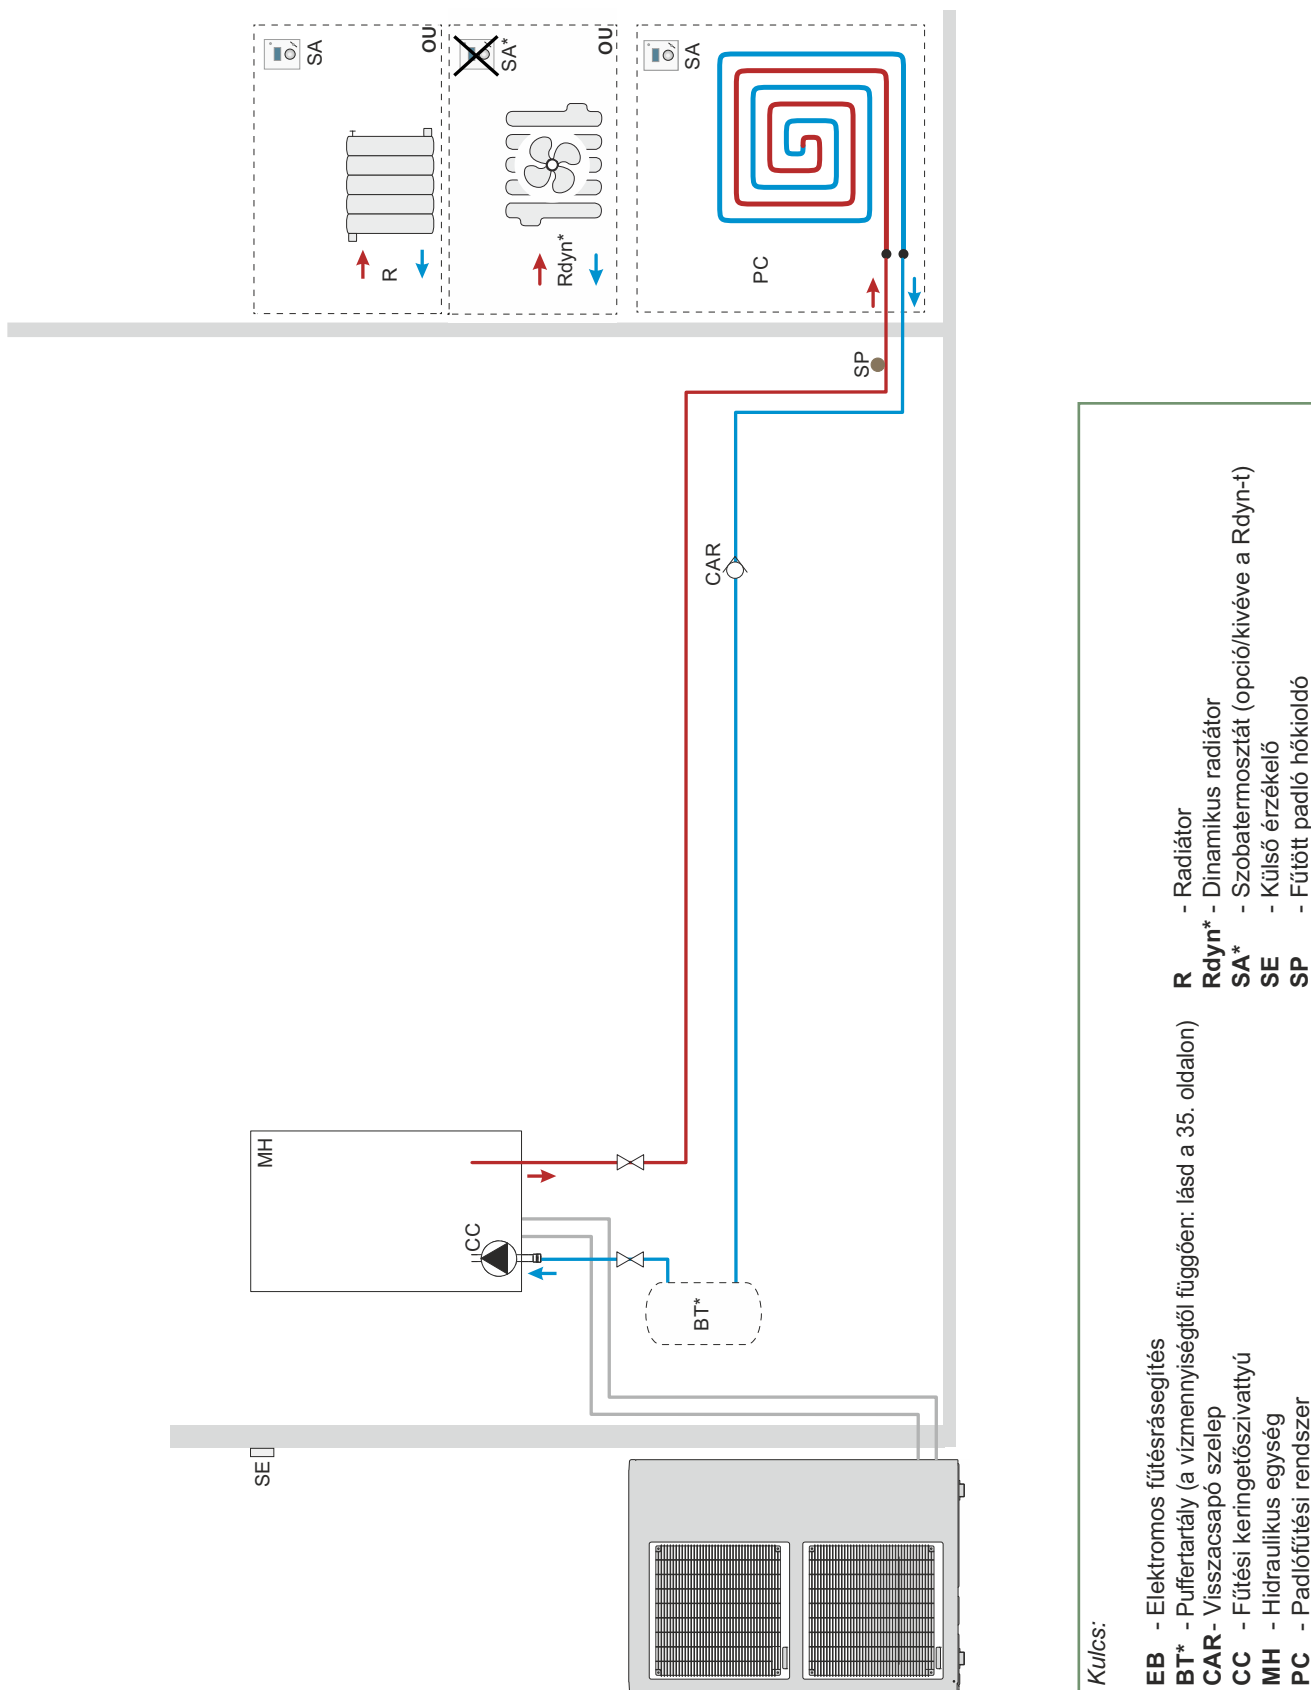 SA
OU
SA*
OU
SA
R
Rdyn*
PC
SP
CAR
MH
CC
BT*
SE
Kulcs:
EB - Elektromos fűtésrásegítés
BT* - Puffertartály (a vízmennyiségtől függően: lásd a 35. oldalon)
CAR - Visszacsapó szelep
CC - Fűtési keringetőszivattyú
MH - Hidraulikus egység
PC - Padlófűtési rendszer
R - Radiátor
Rdyn* - Dinamikus radiátor
SA* - Szobatermosztát (opció/kivéve a Rdyn-t)
SE - Külső érzékelő
SP - Fűtött padló hőkioldó